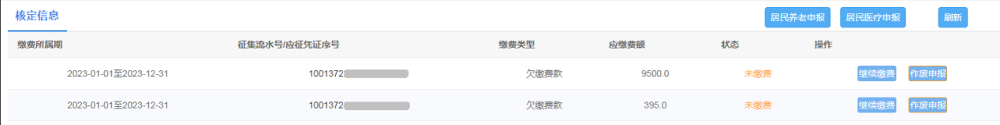 核定信息 居民养老申报 居民医疗申报 刷新
缴费所属期 征集流水号/应征凭证序号 缴费类型 应缴费额 状态 操作
2023-01-01至2023-12-31 1001372 欠缴费款 9500.0 未缴费 继续缴费 作废申报
2023-01-01至2023-12-31 1001372 欠缴费款 395.0 未缴费 继续缴费 作废申报